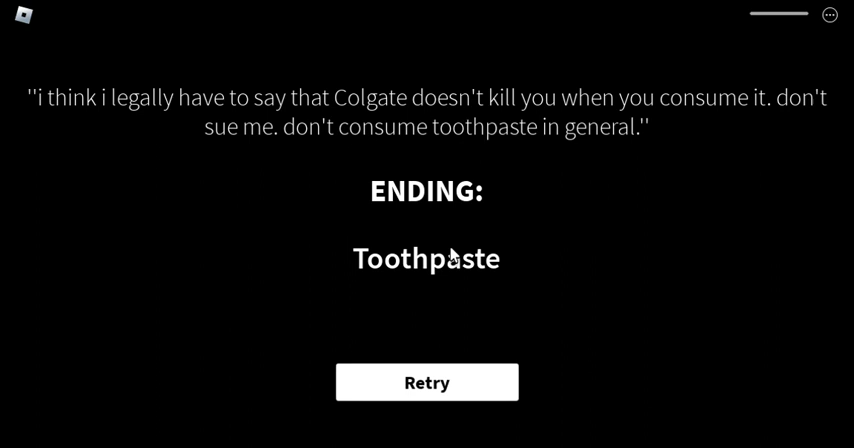 ''i think i legally have to say that Colgate doesn't kill you when you consume it. don't
sue me. don't consume toothpaste in general.''
ENDING:
Toothpaste
Retry